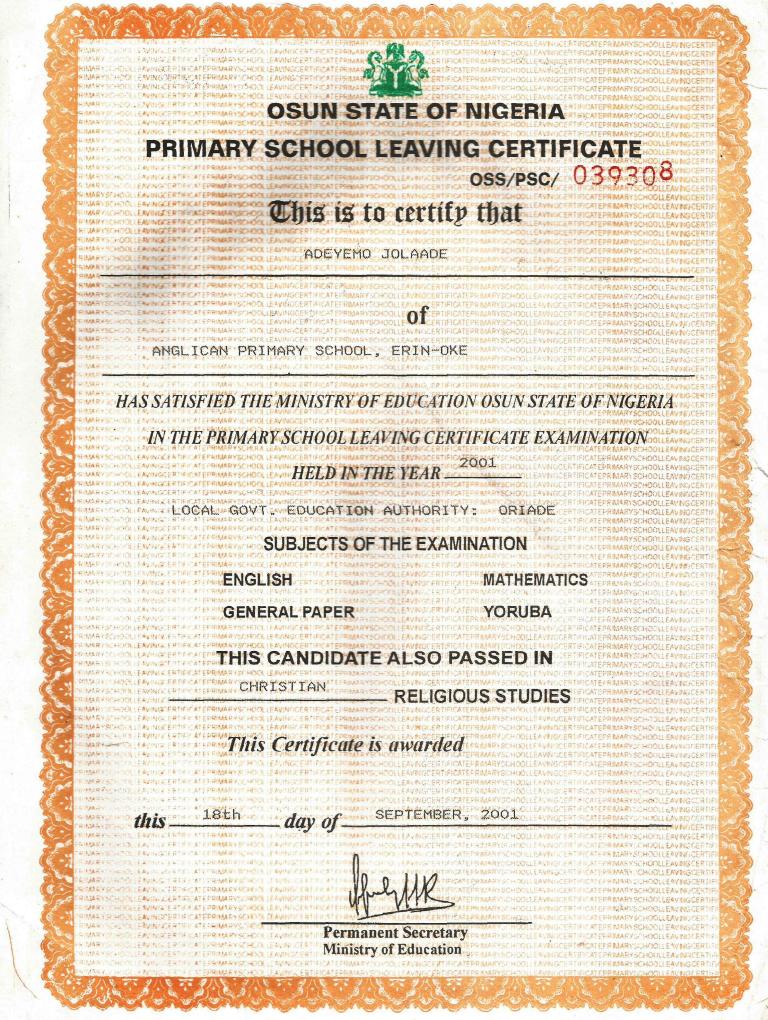 OSUN STATE OF NIGERIA
PRIMARY SCHOOL LEAVING CERTIFICATE
OSS/PSC/ 039308
This is to certify that
ADEYEMO JOLAADE
of
ANGLICAN PRIMARY SCHOOL, ERIN-OKE
HAS SATISFIED THE MINISTRY OF EDUCATION OSUN STATE OF NIGERIA
IN THE PRIMARY SCHOOL LEAVING CERTIFICATE EXAMINATION
HELD IN THE YEAR 2001
LOCAL GOVT. EDUCATION AUTHORITY: ORIADE
SUBJECTS OF THE EXAMINATION
ENGLISH MATHEMATICS
GENERAL PAPER YORUBA
THIS CANDIDATE ALSO PASSED IN
CHRISTIAN RELIGIOUS STUDIES
This Certificate is awarded
this 18th day of SEPTEMBER, 2001
Permanent Secretary
Ministry of Education